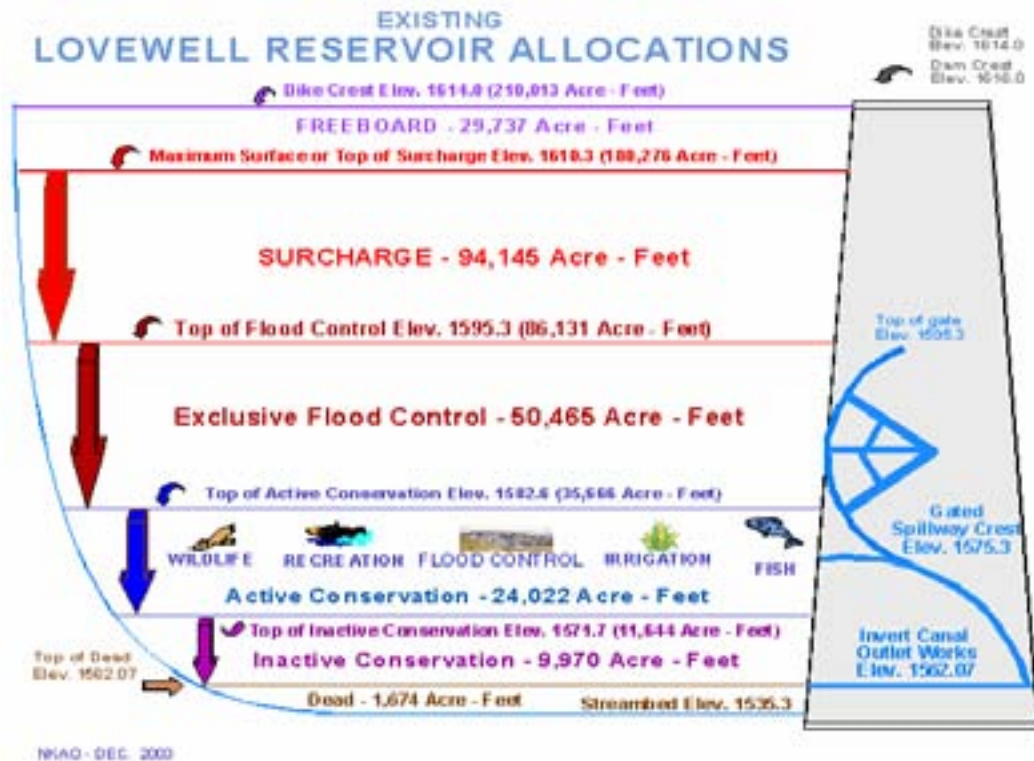 EXISTING
LOVEWELL RESERVOIR ALLOCATIONS
Dike Crest
Elev. 1614.0
Dam Crest
Elev. 1616.0
Dike Crest Elev. 1614.0 (210,013 Acre - Feet)
FREEBOARD - 29,737 Acre - Feet
Maximum Surface or Top of Surcharge Elev. 1610.3 (180,276 Acre - Feet)
SURCHARGE - 94,145 Acre - Feet
Top of Flood Control Elev. 1595.3 (86,131 Acre - Feet)
Top of gate
Elev. 1595.3
Exclusive Flood Control - 50,465 Acre - Feet
Top of Active Conservation Elev. 1582.6 (35,666 Acre - Feet)
Gated
Spillway Crest
Elev. 1575.3
WILDLIFE RECREATION FLOOD CONTROL IRRIGATION FISH
Active Conservation - 24,022 Acre - Feet
Top of Inactive Conservation Elev. 1571.7 (11,644 Acre - Feet)
Inactive Conservation - 9,970 Acre - Feet
Invert Canal
Outlet Works
Elev. 1562.07
Top of Dead
Elev. 1562.07
Dead - 1,674 Acre - Feet
Streambed Elev. 1535.3
NKAO - DEC. 2003